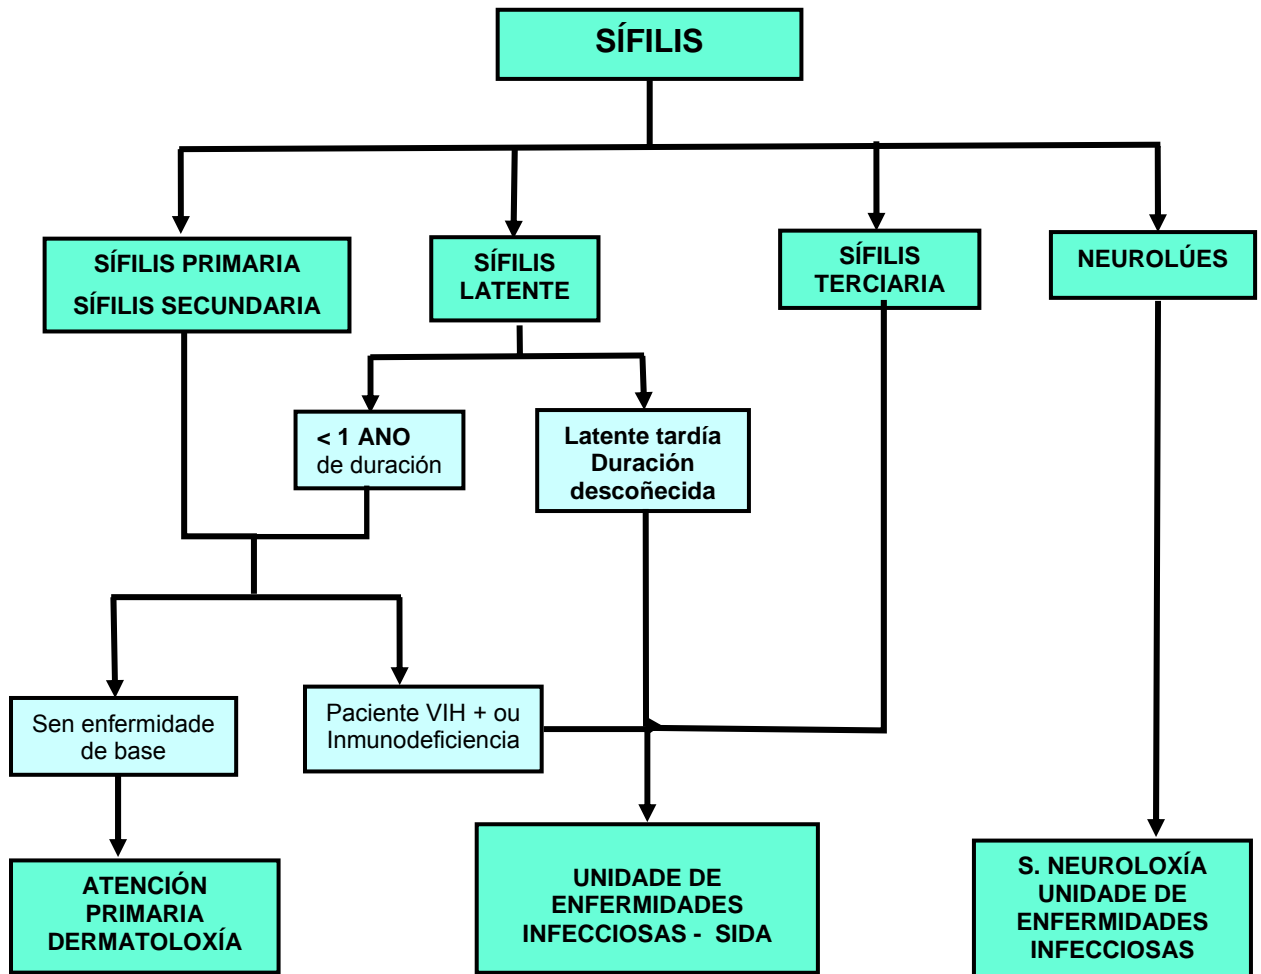 SÍFILIS
SÍFILIS PRIMARIA
SÍFILIS SECUNDARIA
SÍFILIS
LATENTE
SÍFILIS
TERCIARIA
NEUROLÚES
< 1 ANO
de duración
Latente tardía
Duración
descoñecida
Sen enfermidade
de base
Paciente VIH + ou
Inmunodeficiencia
ATENCIÓN
PRIMARIA
DERMATOLOXÍA
UNIDADE DE
ENFERMIDADES
INFECCIOSAS - SIDA
S. NEUROLOXÍA
UNIDADE DE
ENFERMIDADES
INFECCIOSAS